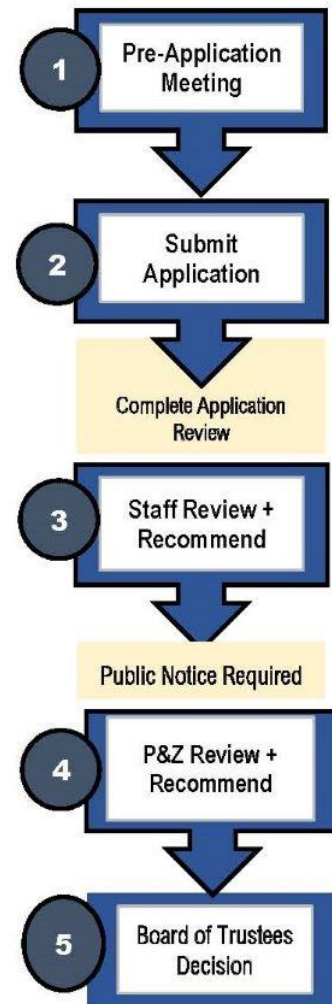 1
Pre-Application
Meeting
2
Submit
Application
Complete Application
Review
3
Staff Review +
Recommend
Public Notice Required
4
P&Z Review +
Recommend
5
Board of Trustees
Decision